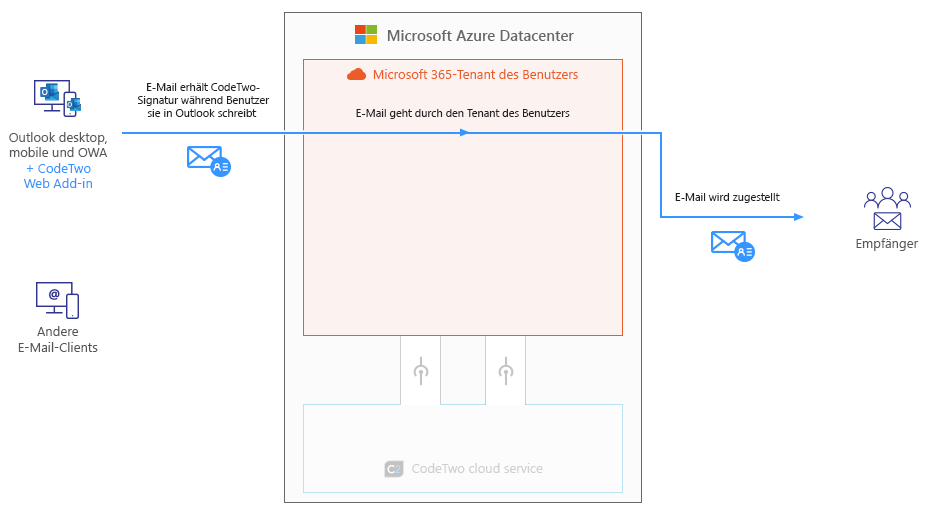 Microsoft Azure Datacenter
Microsoft 365-Tenant des Benutzers
E-Mail erhält CodeTwo-
Signatur während Benutzer
sie in Outlook schreibt
E-Mail geht durch den Tenant des Benutzers
Outlook desktop,
mobile und OWA
+ CodeTwo
Web Add-in
E-Mail wird zugestellt
Empfänger
@
Andere
E-Mail-Clients
C2 CodeTwo cloud service